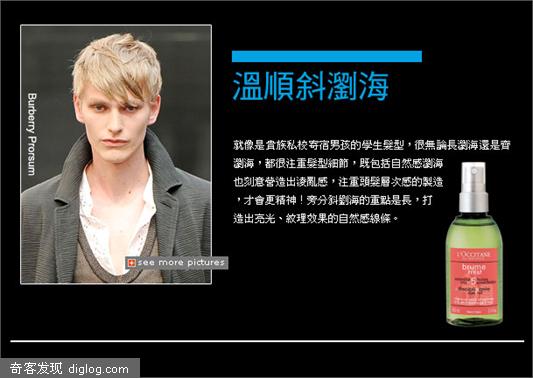 Burberry Prorsum
溫順斜瀏海
就像是貴族私校寄宿男孩的學生髮型，很無論長瀏海還是齊
瀏海，都很注重髮型細節，既包括自然感瀏海
也刻意營造出凌亂感，注重頭髮層次感的製造
，才會更精神！旁分斜劉海的重點是長，打
造出亮光、紋理效果的自然感線條。
see more pictures
L'OCCITANE
brume
奇客发现 diglog.com